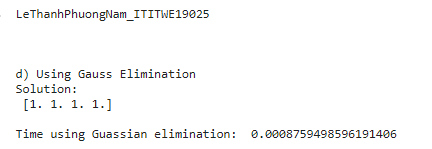 LeThanhPhuongNam_ITITWE19025
d) Using Gauss Elimination
Solution:
[1. 1. 1. 1.]
Time using Guassian elimination:  0.0008759498596191406